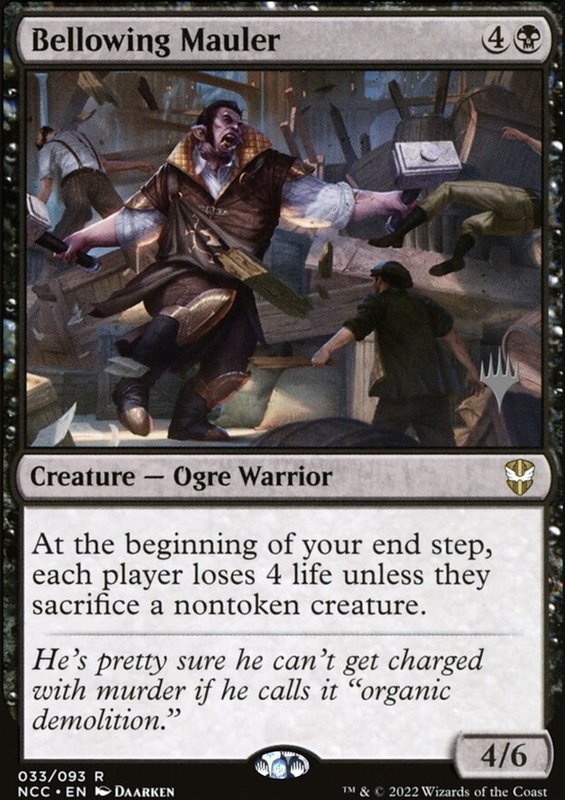 Bellowing Mauler 4
Creature — Ogre Warrior
At the beginning of your end step,
each player loses 4 life unless they
sacrifice a nontoken creature.
He's pretty sure he can't get charged
with murder if he calls it “organic
demolition.”
4/6
033/093 R
NCC • EN DAARKEN
™ & © 2022 Wizards of the Coast